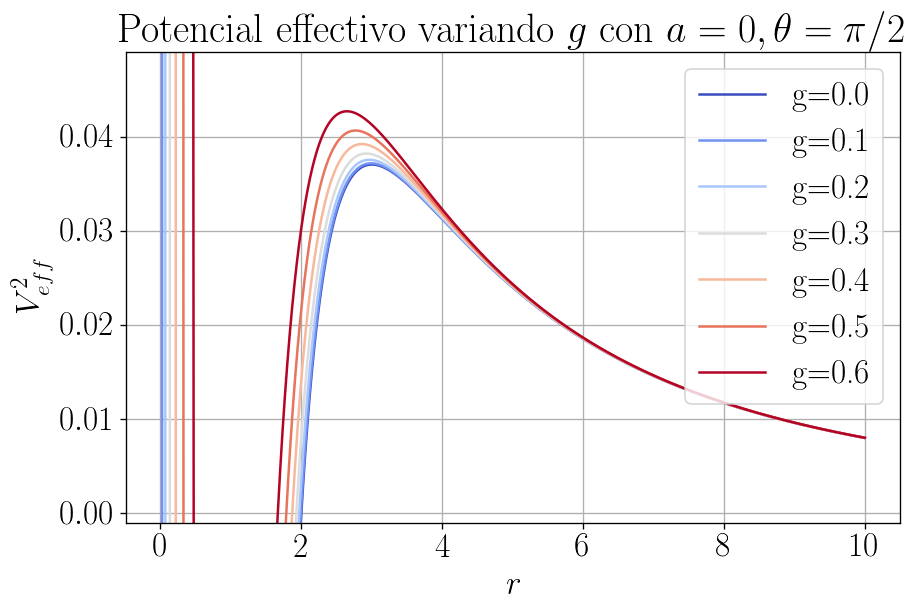 Potencial effectivo variando g con a = 0, θ = π/2
g=0.0
g=0.1
g=0.2
g=0.3
g=0.4
g=0.5
g=0.6
0.04
0.03
0.02
0.01
0.00
V²eff
0 2 4 6 8 10
r